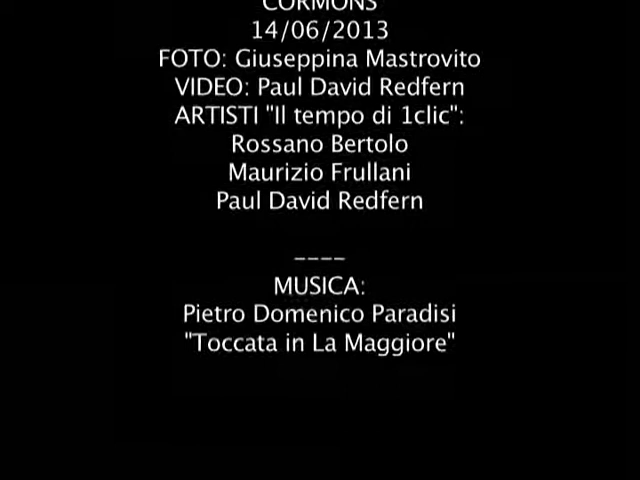 CORMONS
14/06/2013
FOTO: Giuseppina Mastrovito
VIDEO: Paul David Redfern
ARTISTI "Il tempo di 1clic":
Rossano Bertolo
Maurizio Frullani
Paul David Redfern
----
MUSICA:
Pietro Domenico Paradisi
"Toccata in La Maggiore"